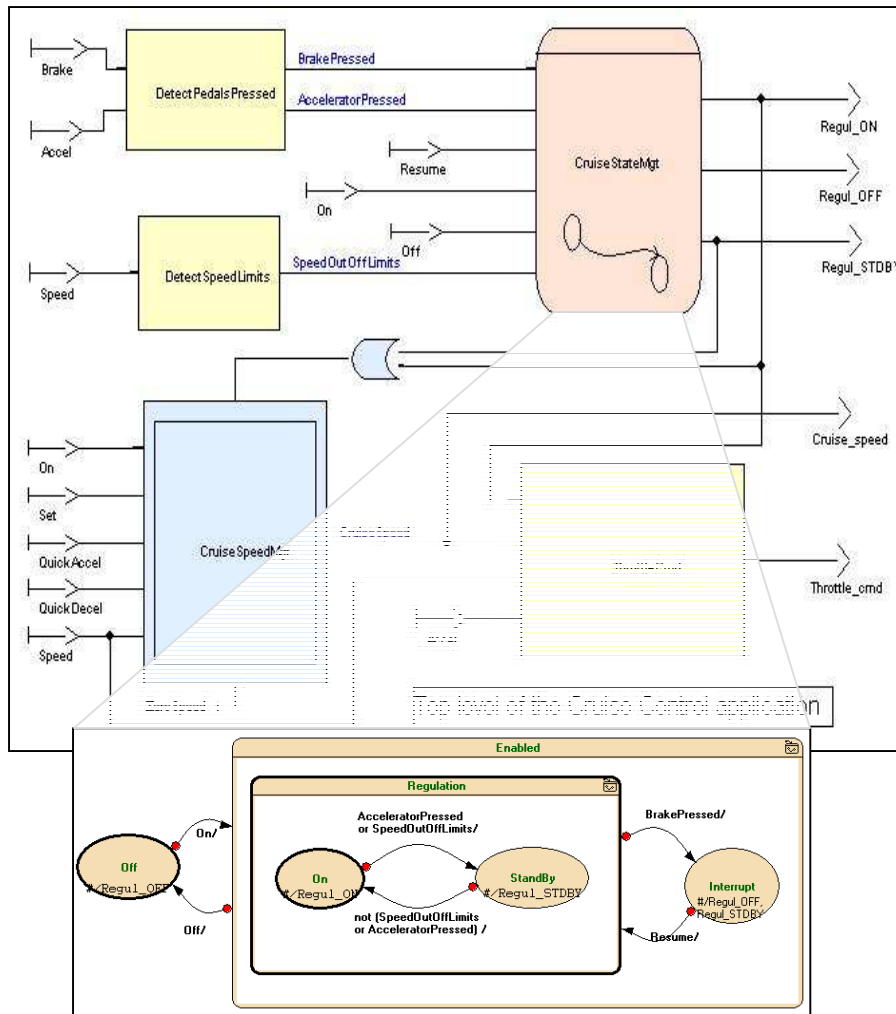 Brake
Accel
DetectPedalsPressed
BrakePressed
AcceleratorPressed
Resume
On
Off
CruiseStateMgt
Regul_ON
Regul_OFF
Regul_STDBY
Speed
DetectSpeedLimits
SpeedOutOffLimits
On
Set
QuickAccel
QuickDecel
Speed
Cruise_speed
Throttle_cmd
Top level of the Cruise Control application
Enabled
Regulation
On/
Off
#/Regul_OFF
Off/
AcceleratorPressed
or SpeedOutOffLimits/
On
#/Regul_ON
StandBy
#/Regul_STDBY
not (SpeedOutOffLimits
or AcceleratorPressed) /
BrakePressed/
Interrupt
#/Regul_OFF,
Regul_STDBY
Resume/